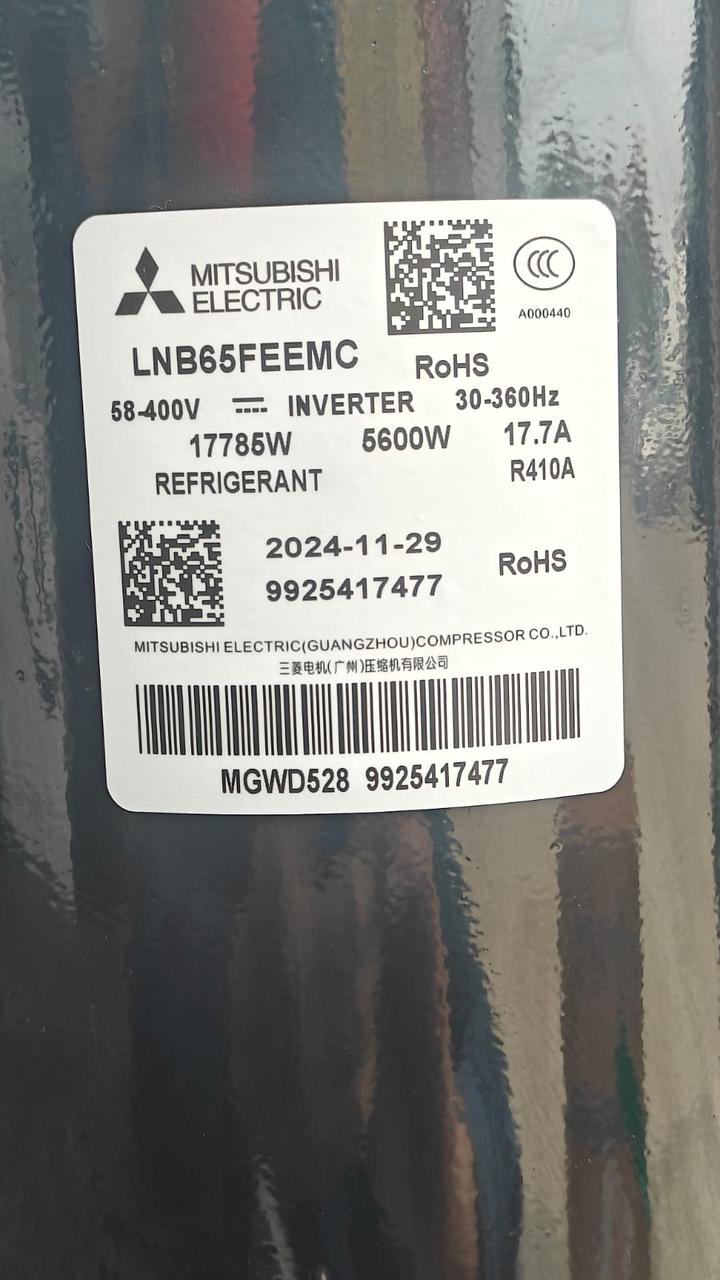 MITSUBISHI
ELECTRIC
CCC
A000440
LNB65FEEMC RoHS
58-400V INVERTER 30-360Hz
17785W 5600W 17.7A
REFRIGERANT R410A
2024-11-29
9925417477 RoHS
MITSUBISHI ELECTRIC(GUANGZHOU)COMPRESSOR CO.,LTD.
三菱电机(广州)压缩机有限公司
MGWD528 9925417477